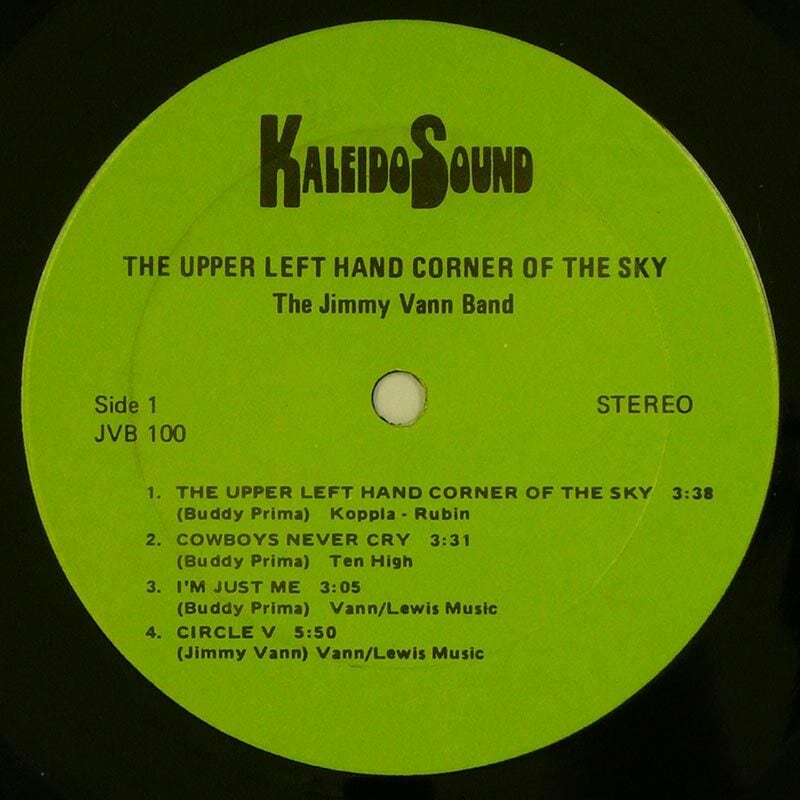 KALEIDOSOUND
THE UPPER LEFT HAND CORNER OF THE SKY
The Jimmy Vann Band
Side 1
STEREO
JVB 100
1. THE UPPER LEFT HAND CORNER OF THE SKY 3:38
(Buddy Prima) Koppla - Rubin
2. COWBOYS NEVER CRY 3:31
(Buddy Prima) Ten High
3. I'M JUST ME 3:05
(Buddy Prima) Vann/Lewis Music
4. CIRCLE V 5:50
(Jimmy Vann) Vann/Lewis Music